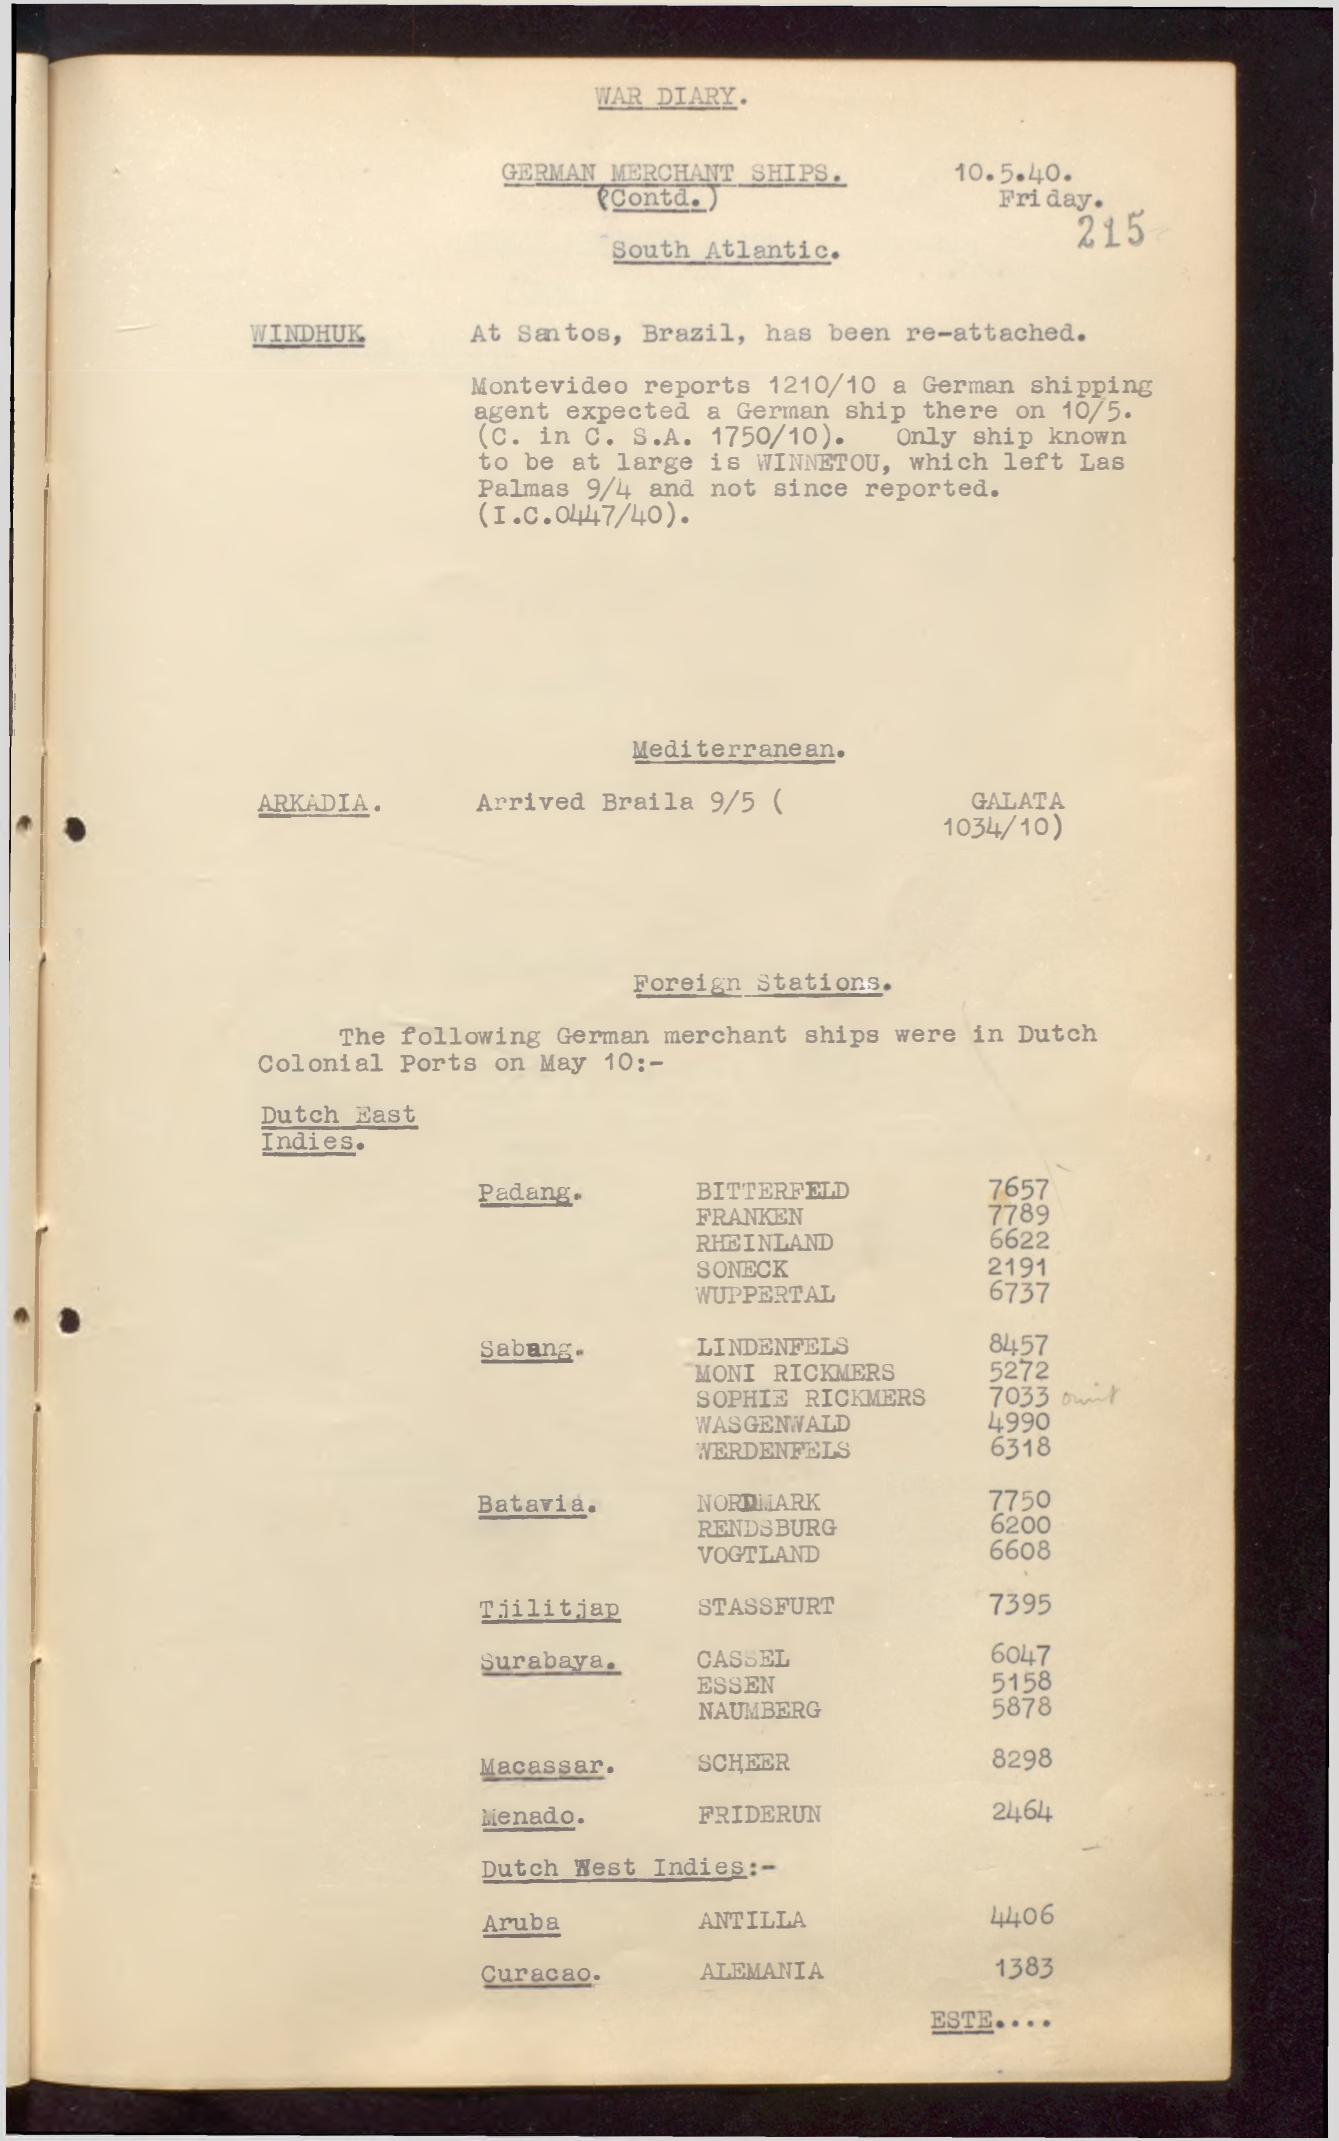 WAR DIARY.
GERMAN MERCHANT SHIPS. 10.5.40.
(Contd.) Friday.
215
South Atlantic.
WINDHUK. At Santos, Brazil, has been re-attached.
Montevideo reports 1210/10 a German shipping
agent expected a German ship there on 10/5.
(C. in C. S.A. 1750/10). Only ship known
to be at large is WINNETOU, which left Las
Palmas 9/4 and not since reported.
(I.C.0447/40).
Mediterranean.
ARKADIA. Arrived Braila 9/5 ( GALATA
1034/10)
Foreign Stations.
The following German merchant ships were in Dutch
Colonial Ports on May 10:-
Dutch East
Indies.
Padang. BITTERFELD 7657
FRANKEN 7789
RHEINLAND 6622
SONECK 2191
WUPPERTAL 6737
Sabang. LINDENFELS 8457
MONI RICKMERS 5272
SOPHIE RICKMERS 7033 omit
WASGENWALD 4990
WERDENFELS 6318
Batavia. NORDMARK 7750
RENDSBURG 6200
VOGTLAND 6608
Tjilitjap STASSFURT 7395
Surabaya. CASSEL 6047
ESSEN 5158
NAUMBERG 5878
Macassar. SCHEER 8298
Menado. FRIDERUN 2464
Dutch West Indies:-
Aruba ANTILLA 4406
Curacao. ALEMANIA 1383
ESTE....